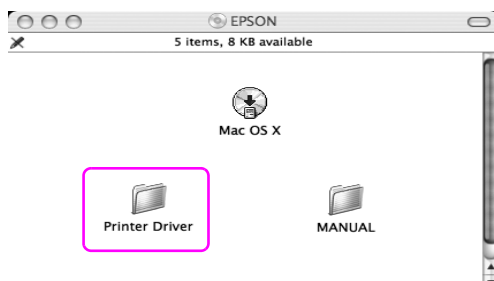 EPSON
5 items, 8 KB available
Mac OS X
Printer Driver
MANUAL